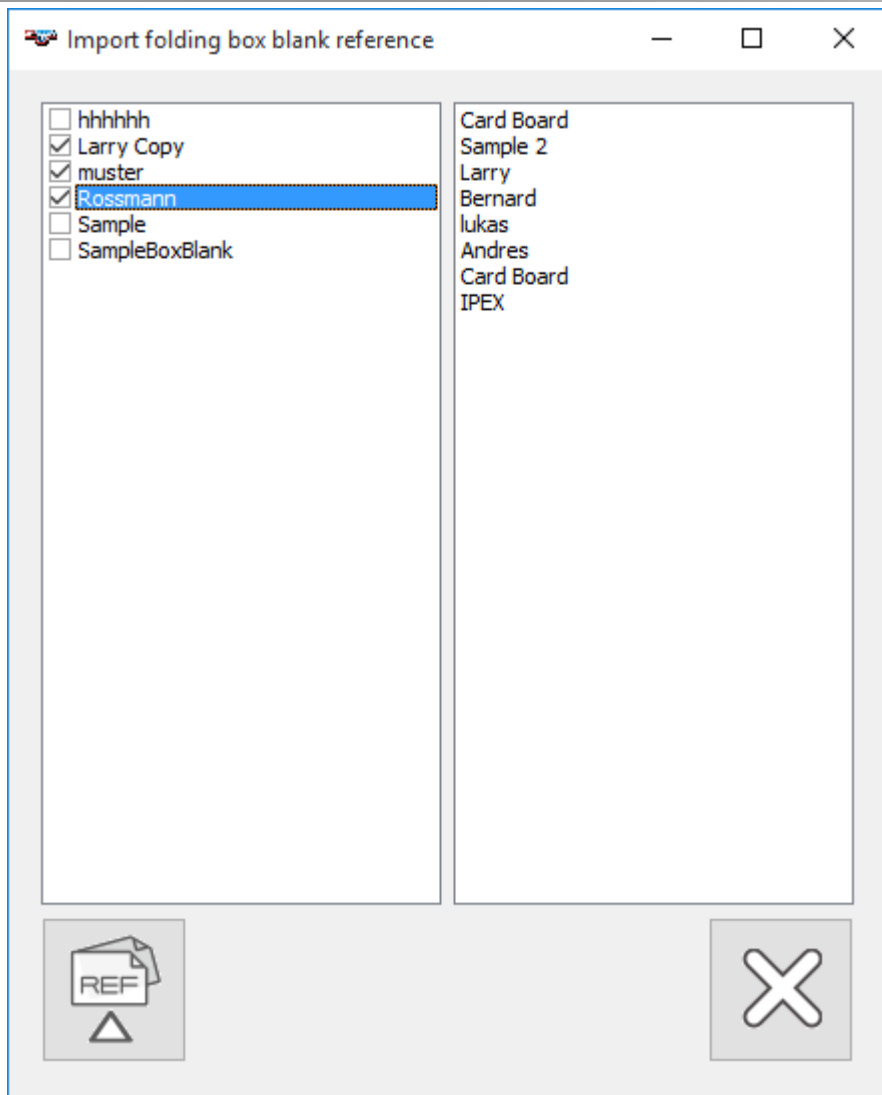 Import folding box blank reference
hhhhhh
Larry Copy
muster
Rossmann
Sample
SampleBoxBlank
Card Board
Sample 2
Larry
Bernard
lukas
Andres
Card Board
IPEX
REF